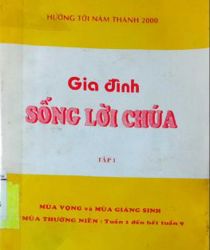 HƯỚNG TỚI NĂM THÁNH 2000
Gia đình
SỐNG LỜI CHÚA
TẬP 1
MÙA VỌNG và MÙA GIÁNG SINH
MÙA THƯỜNG NIÊN : Tuần 2 đến hết tuần 9